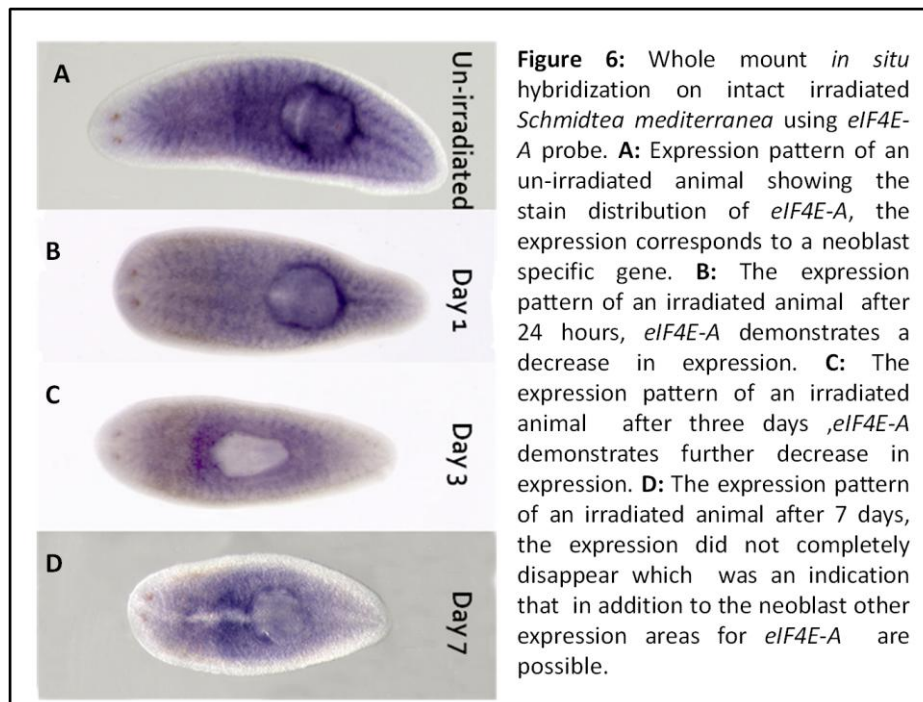 A
Un-irradiated
B
Day 1
C
Day 3
D
Day 7
Figure 6: Whole mount in situ
hybridization on intact irradiated
Schmidtea mediterranea using eIF4E-
A probe. A: Expression pattern of an
un-irradiated animal showing the
stain distribution of eIF4E-A, the
expression corresponds to a neoblast
specific gene. B: The expression
pattern of an irradiated animal after
24 hours, eIF4E-A demonstrates a
decrease in expression. C: The
expression pattern of an irradiated
animal after three days ,eIF4E-A
demonstrates further decrease in
expression. D: The expression pattern
of an irradiated animal after 7 days,
the expression did not completely
disappear which was an indication
that in addition to the neoblast other
expression areas for eIF4E-A are
possible.